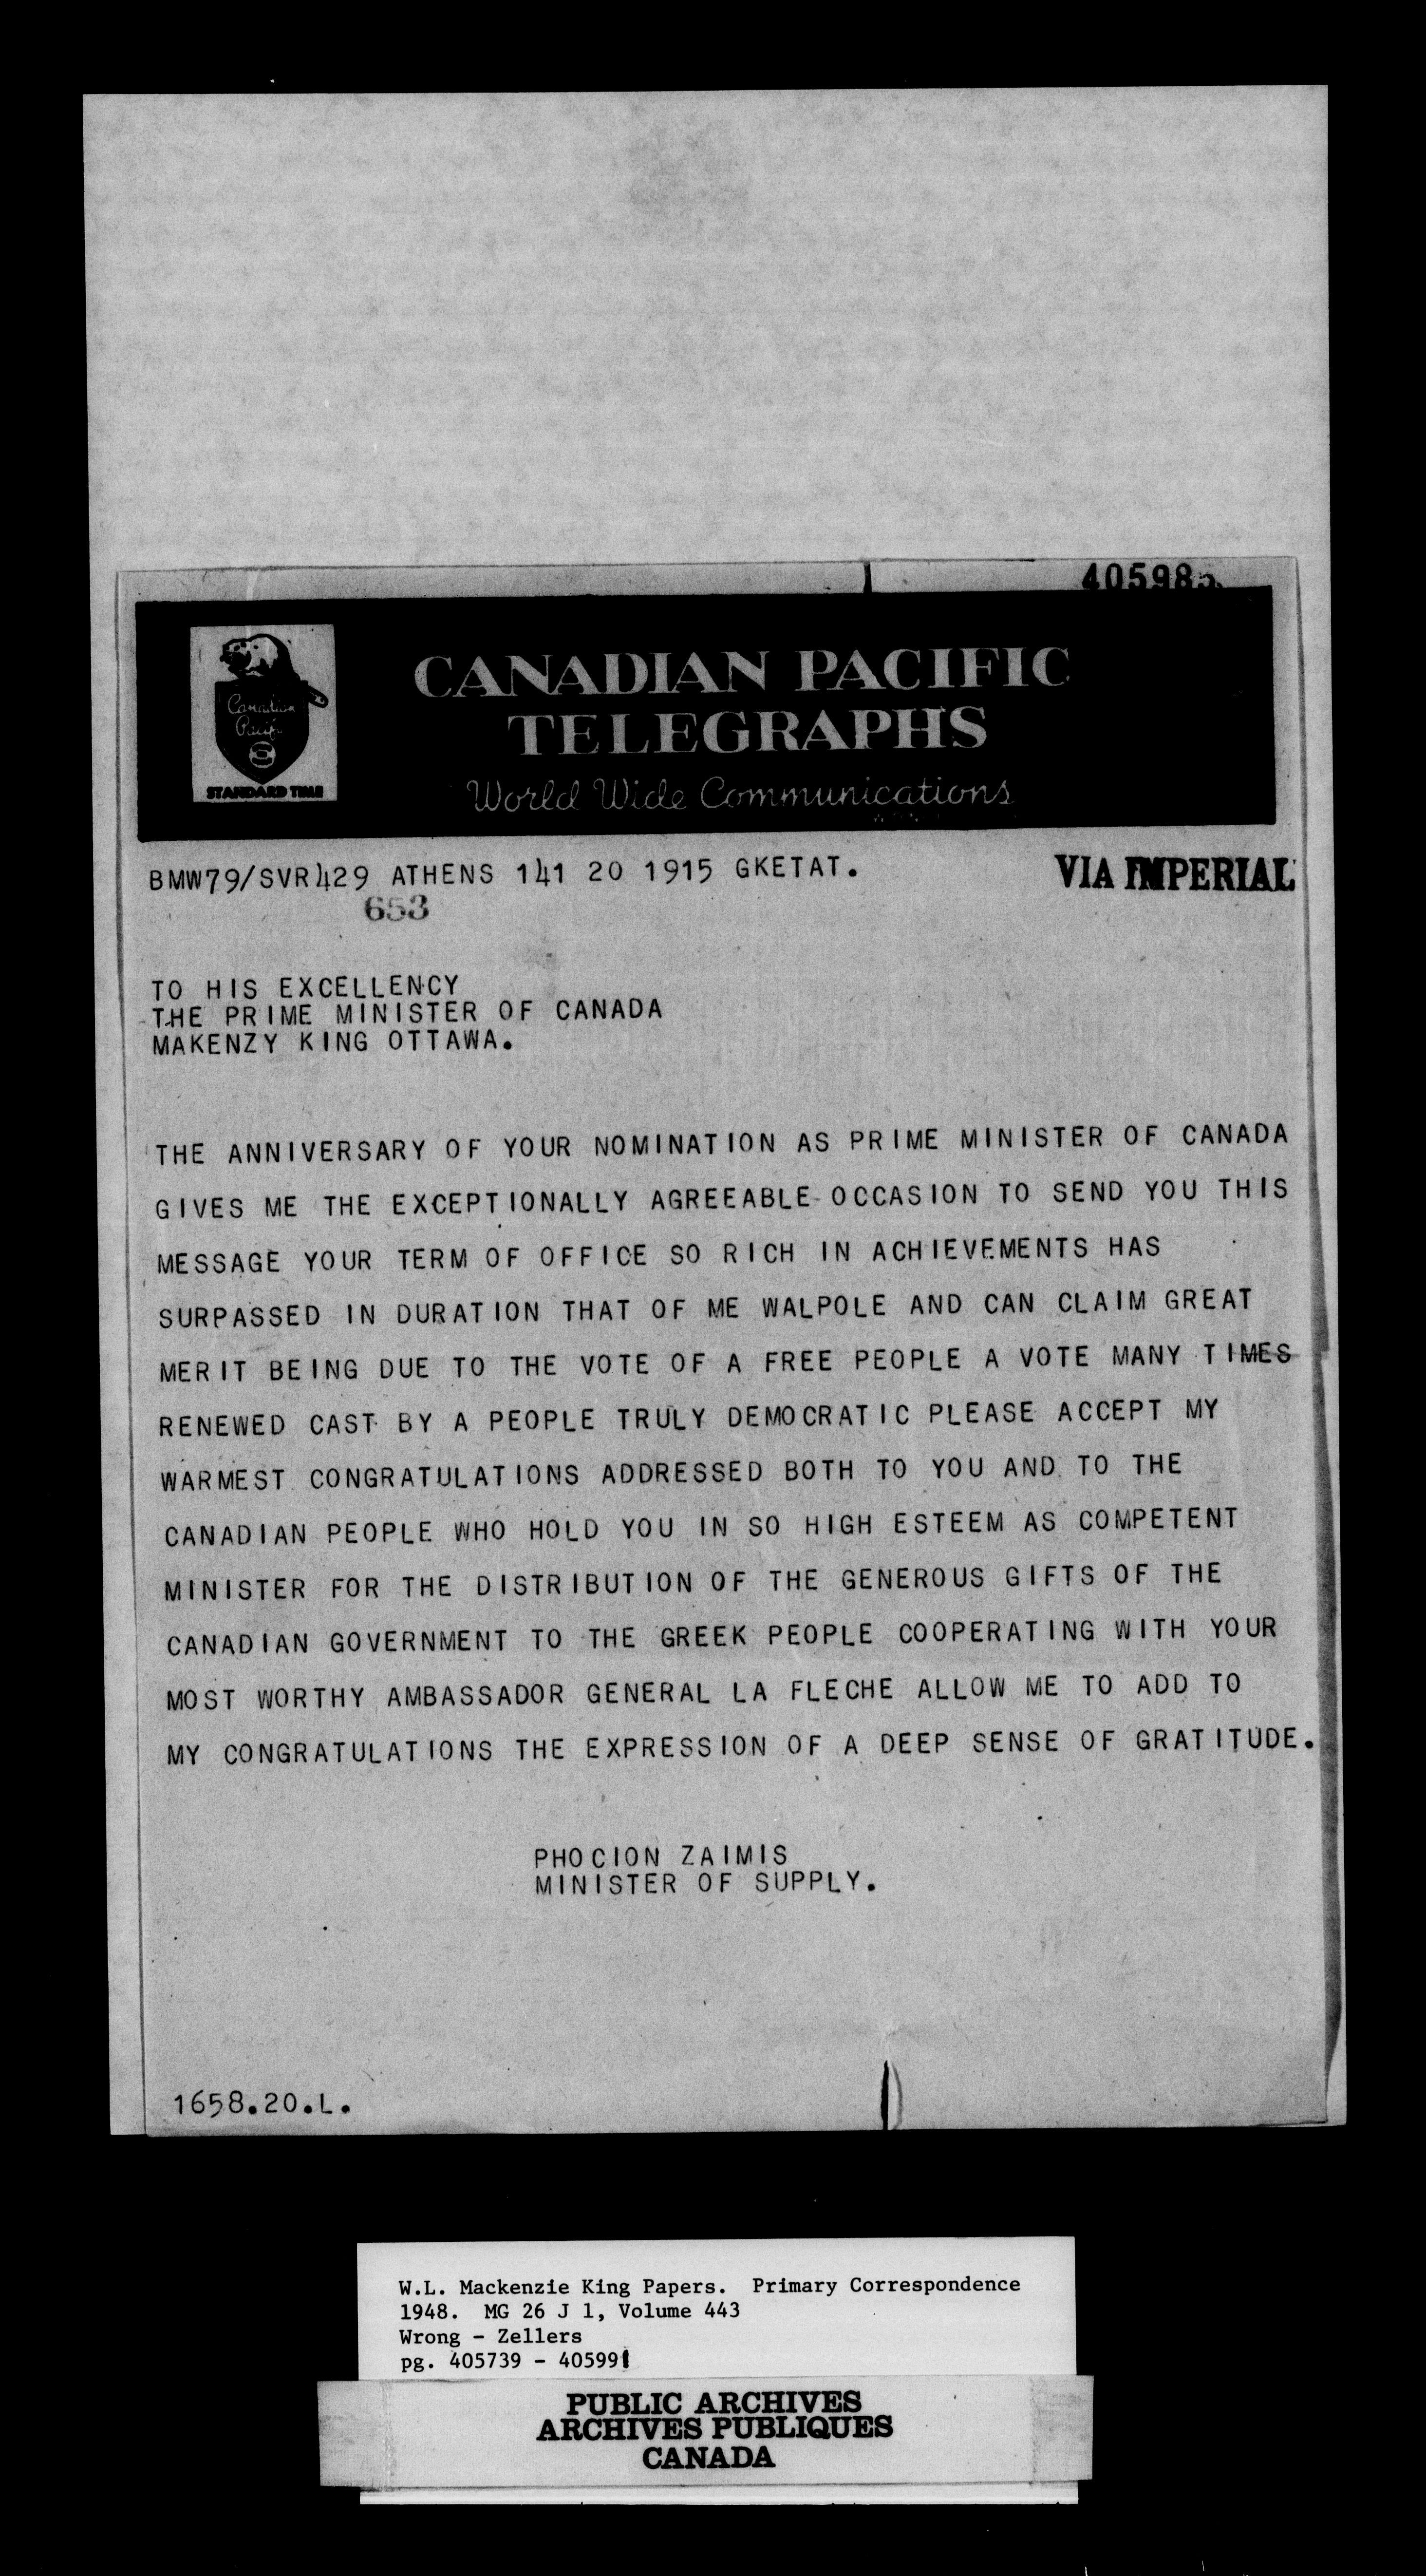 405985
Canadian
Pacific
STANDARD TIME
CANADIAN PACIFIC
TELEGRAPHS
World Wide Communications
BMW79/SVR429 ATHENS 141 20 1915 GKETAT.
VIA IMPERIAL
653
TO HIS EXCELLENCY
THE PRIME MINISTER OF CANADA
MAKENZY KING OTTAWA.
THE ANNIVERSARY OF YOUR NOMINATION AS PRIME MINISTER OF CANADA
GIVES ME THE EXCEPTIONALLY AGREEABLE OCCASION TO SEND YOU THIS
MESSAGE YOUR TERM OF OFFICE SO RICH IN ACHIEVEMENTS HAS
SURPASSED IN DURATION THAT OF ME WALPOLE AND CAN CLAIM GREAT
MERIT BEING DUE TO THE VOTE OF A FREE PEOPLE A VOTE MANY TIMES
RENEWED CAST BY A PEOPLE TRULY DEMOCRATIC PLEASE ACCEPT MY
WARMEST CONGRATULATIONS ADDRESSED BOTH TO YOU AND TO THE
CANADIAN PEOPLE WHO HOLD YOU IN SO HIGH ESTEEM AS COMPETENT
MINISTER FOR THE DISTRIBUTION OF THE GENEROUS GIFTS OF THE
CANADIAN GOVERNMENT TO THE GREEK PEOPLE COOPERATING WITH YOUR
MOST WORTHY AMBASSADOR GENERAL LA FLECHE ALLOW ME TO ADD TO
MY CONGRATULATIONS THE EXPRESSION OF A DEEP SENSE OF GRATITUDE.
PHOCION ZAIMIS
MINISTER OF SUPPLY.
1658.20.L.
W.L. Mackenzie King Papers. Primary Correspondence
1948. MG 26 J 1, Volume 443
Wrong - Zellers
pg. 405739 - 405991
PUBLIC ARCHIVES
ARCHIVES PUBLIQUES
CANADA